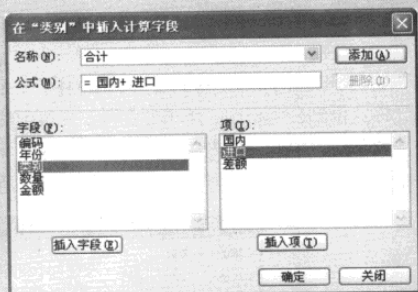 在“类别”中插入计算字段
名称(N): 合计 添加(A)
公式(M): = 国内+ 进口 删除(D)
字段(F): 项(I):
编码 国内
年份 进口
差额
数量
金额
插入字段(E) 插入项(T)
确定 关闭